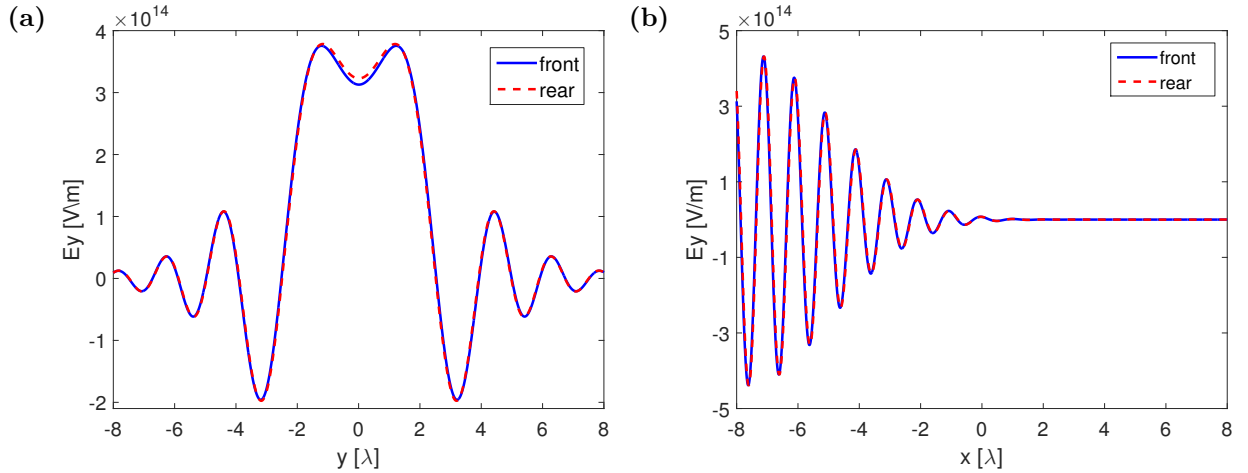 (a)
×10^14
4
3
2
1
0
-1
-2
Ey [V\m]
-8 -6 -4 -2 0 2 4 6 8
y [λ]
front
rear
(b)
×10^14
5
3
1
-1
-3
-5
Ey [V/m]
-8 -6 -4 -2 0 2 4 6 8
x [λ]
front
rear